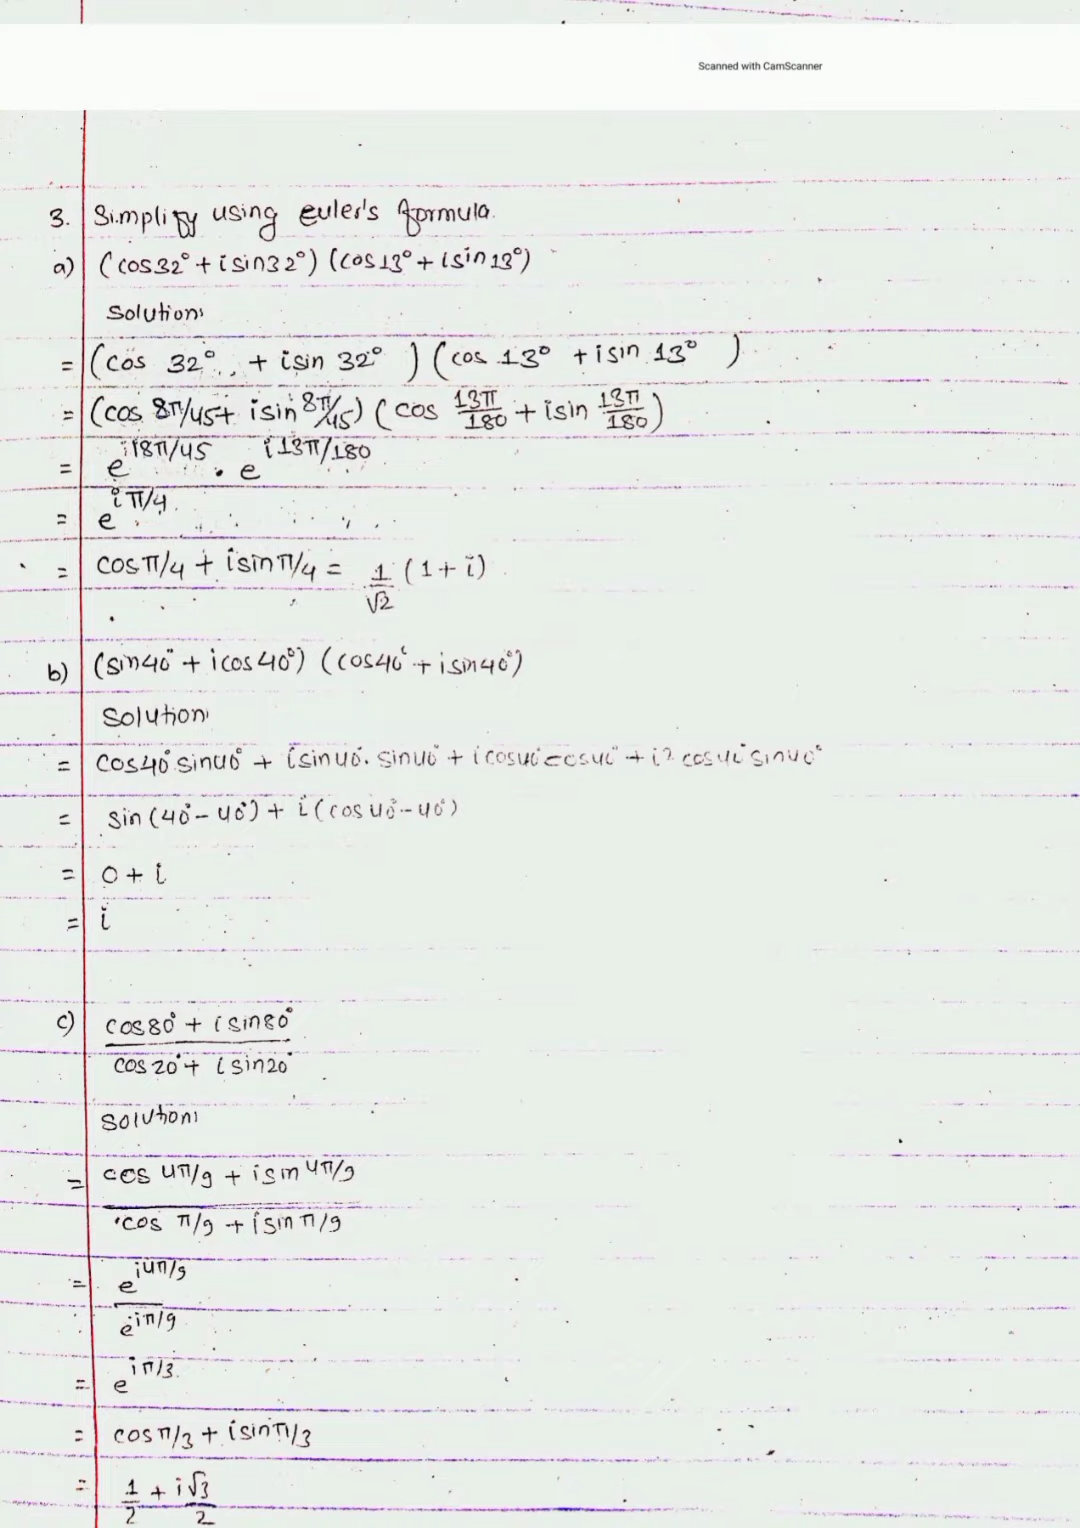 Scanned with CamScanner
3. Simplify using euler's formula.
a) (cos32° + isin32°) (cos13° + isin13°)
Solution:
= (cos 32° + isin 32° ) (cos 13° + isin 13° )
= (cos 8π/45 + isin 8π/45) (cos 13π/180 + isin 13π/180)
= e^i8π/45 . e^i13π/180
= e^iπ/4
= cosπ/4 + isinπ/4 = 1/√2 (1+i)
b) (sin40° + icos40°) (cos40° + isin40°)
Solution:
= cos40° sin40° + isin40°. sin40° + icos40° cos40° + i² cos40° sin40°
= sin (40° - 40°) + i(cos 40° - 40°)
= 0 + i
= i
c) cos80° + isin80° / cos20° + isin20°
Solution:
= cos 4π/9 + isin 4π/9 / cos π/9 + isin π/9
= e^i4π/9 / e^iπ/9
= e^iπ/3
= cosπ/3 + isinπ/3
= 1/2 + i√3/2